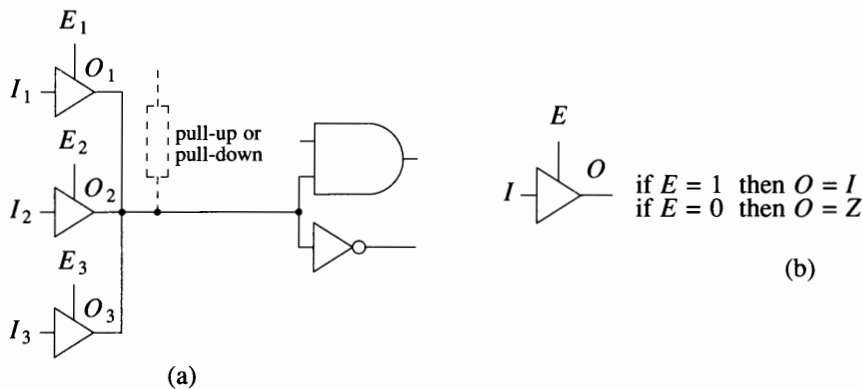 E1
I1 O1
pull-up or
pull-down
E2
I2 O2
E3
I3 O3
(a)
E
I O
if E = 1 then O = I
if E = 0 then O = Z
(b)